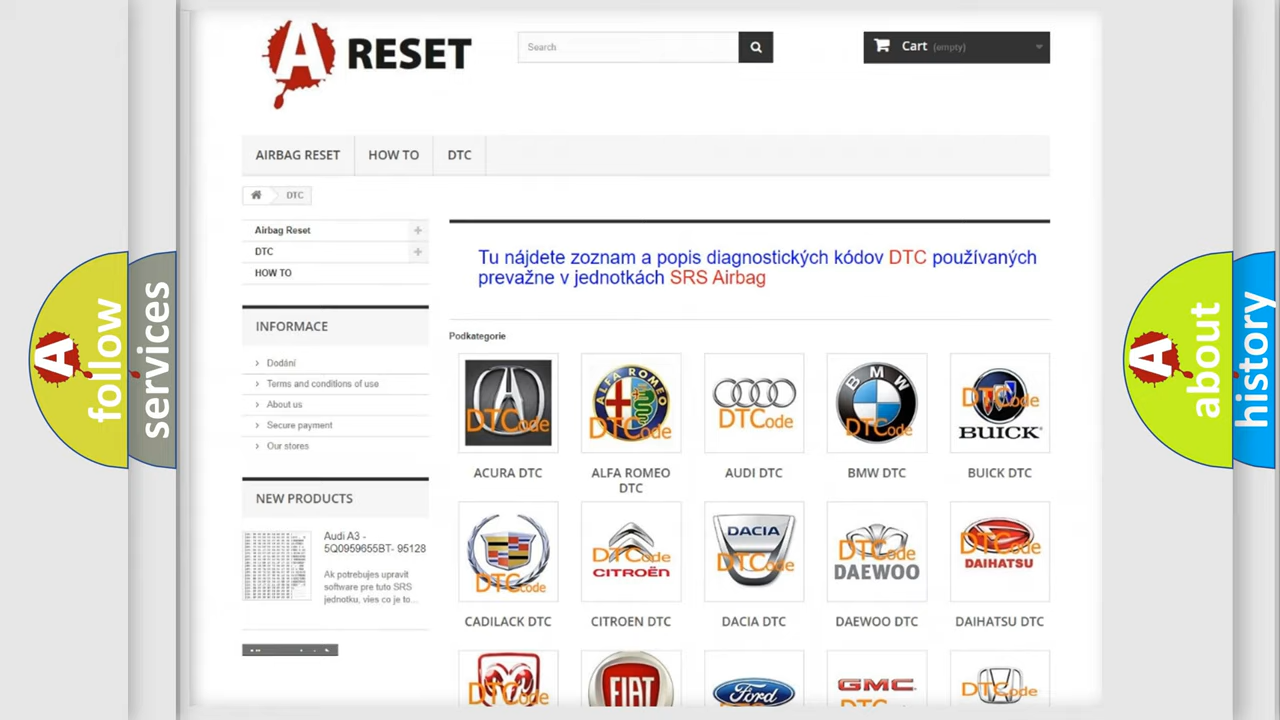 A RESET
Search
Cart (empty)
AIRBAG RESET
HOW TO
DTC
DTC
Airbag Reset
DTC
HOW TO
INFORMACE
Dodání
Terms and conditions of use
About us
Secure payment
Our stores
NEW PRODUCTS
Audi A3 -
5Q0959655BT- 95128
Ak potrebujes upravit
software pre tuto SRS
jednotku, vies co je to...
Tu nájdete zoznam a popis diagnostických kódov DTC používaných
prevažne v jednotkách SRS Airbag
Podkategorie
DTCode
ALFA ROMEO
DTCode
DTCode
BMW
DTCode
DTCode
BUICK
ACURA DTC
ALFA ROMEO
DTC
AUDI DTC
BMW DTC
BUICK DTC
DTCode
DTCode
CITROËN
DACIA
DTCode
DTCode
DAEWOO
DTCode
DAIHATSU
CADILACK DTC
CITROEN DTC
DACIA DTC
DAEWOO DTC
DAIHATSU DTC
DTCode
FIAT
Ford
GMC
DTCode
A follow
services
A about
history